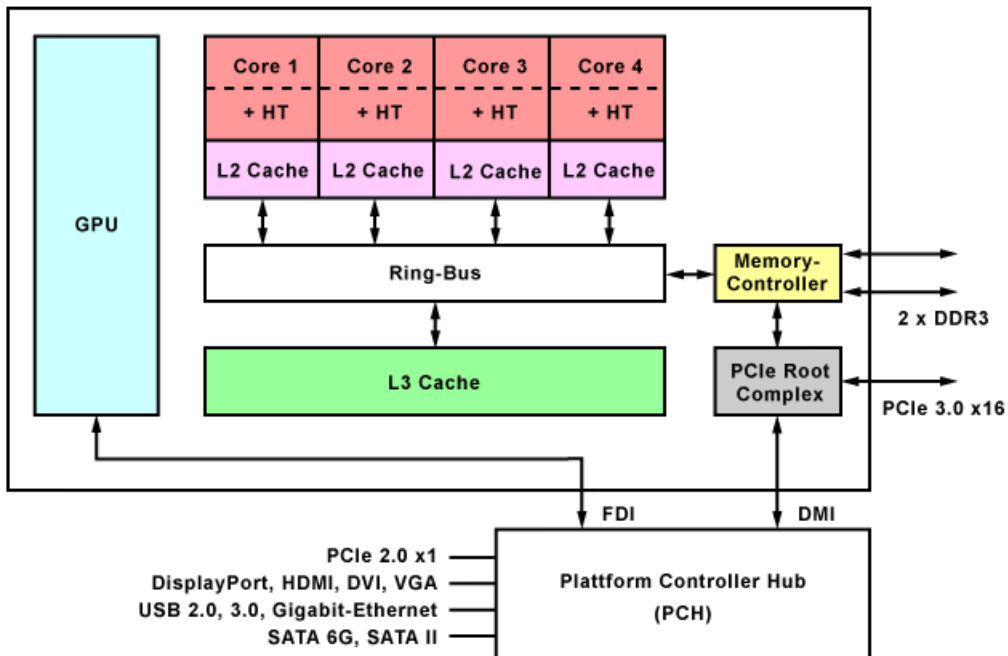 Core 1
Core 2
Core 3
Core 4
+ HT
+ HT
+ HT
+ HT
L2 Cache
L2 Cache
L2 Cache
L2 Cache
GPU
Ring-Bus
Memory-
Controller
2 x DDR3
L3 Cache
PCIe Root
Complex
PCIe 3.0 x16
FDI
DMI
PCIe 2.0 x1
DisplayPort, HDMI, DVI, VGA
USB 2.0, 3.0, Gigabit-Ethernet
SATA 6G, SATA II
Plattform Controller Hub
(PCH)